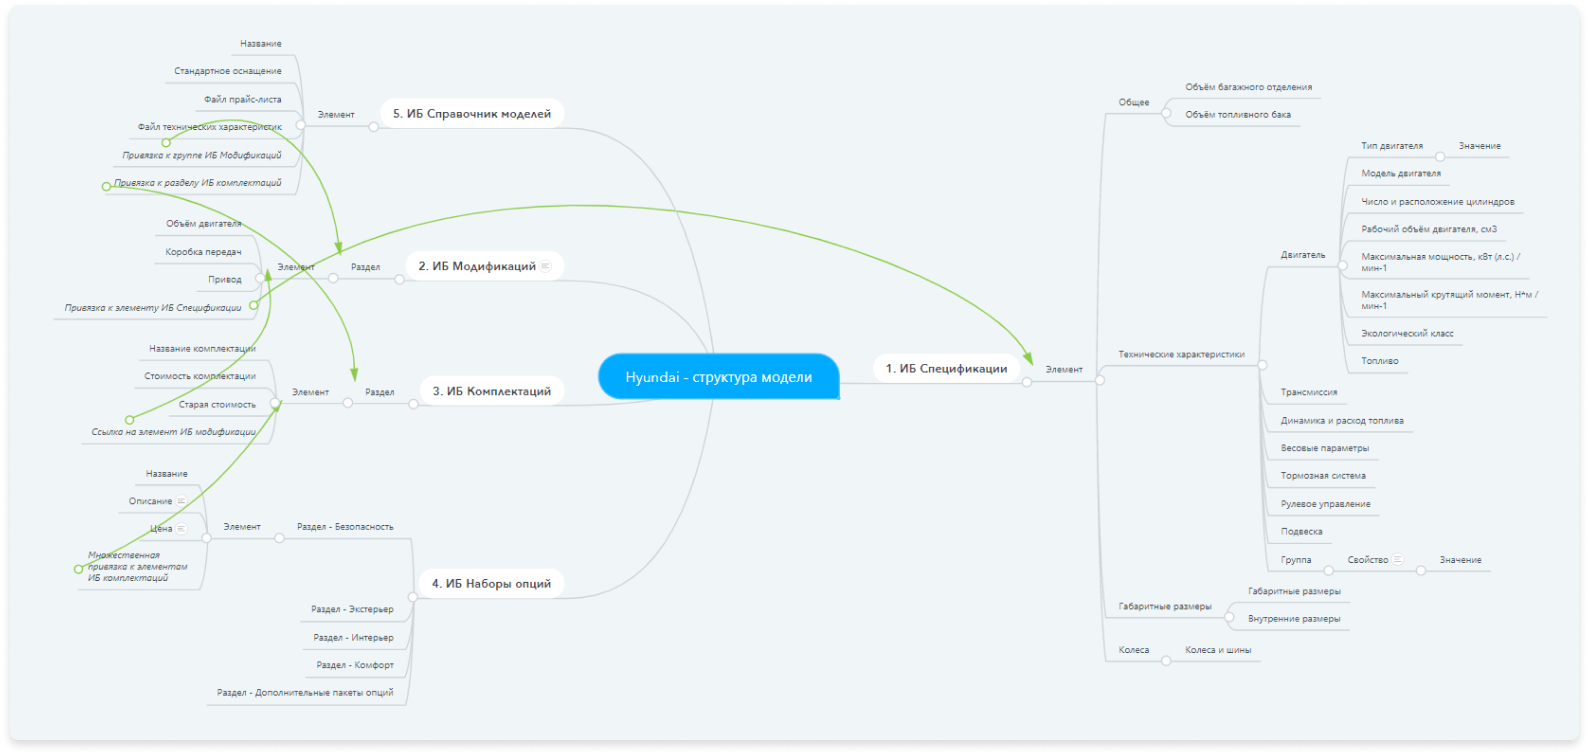 Hyundai - структура модели
5. ИБ Справочник моделей
Элемент
Название
Стандартное оснащение
Файл прайс-листа
Файл технических характеристик
Привязка к группе ИБ Модификаций
Привязка к разделу ИБ комплектаций
2. ИБ Модификаций
Раздел
Элемент
Объём двигателя
Коробка передач
Привод
Привязка к элементу ИБ Спецификации
3. ИБ Комплектаций
Раздел
Элемент
Название комплектации
Стоимость комплектации
Старая стоимость
Ссылка на элемент ИБ модификации
4. ИБ Наборы опций
Раздел - Безопасность
Элемент
Название
Описание
Цена
Множественная
привязка к элементам
ИБ комплектаций
Раздел - Экстерьер
Раздел - Интерьер
Раздел - Комфорт
Раздел - Дополнительные пакеты опций
1. ИБ Спецификации
Элемент
Общее
Объём багажного отделения
Объём топливного бака
Технические характеристики
Двигатель
Тип двигателя
Значение
Модель двигателя
Число и расположение цилиндров
Рабочий объём двигателя, см3
Максимальная мощность, кВт (л.с.) /
мин-1
Максимальный крутящий момент, Н*м /
мин-1
Экологический класс
Топливо
Трансмиссия
Динамика и расход топлива
Весовые параметры
Тормозная система
Рулевое управление
Подвеска
Группа
Свойство
Значение
Габаритные размеры
Габаритные размеры
Внутренние размеры
Колеса
Колеса и шины